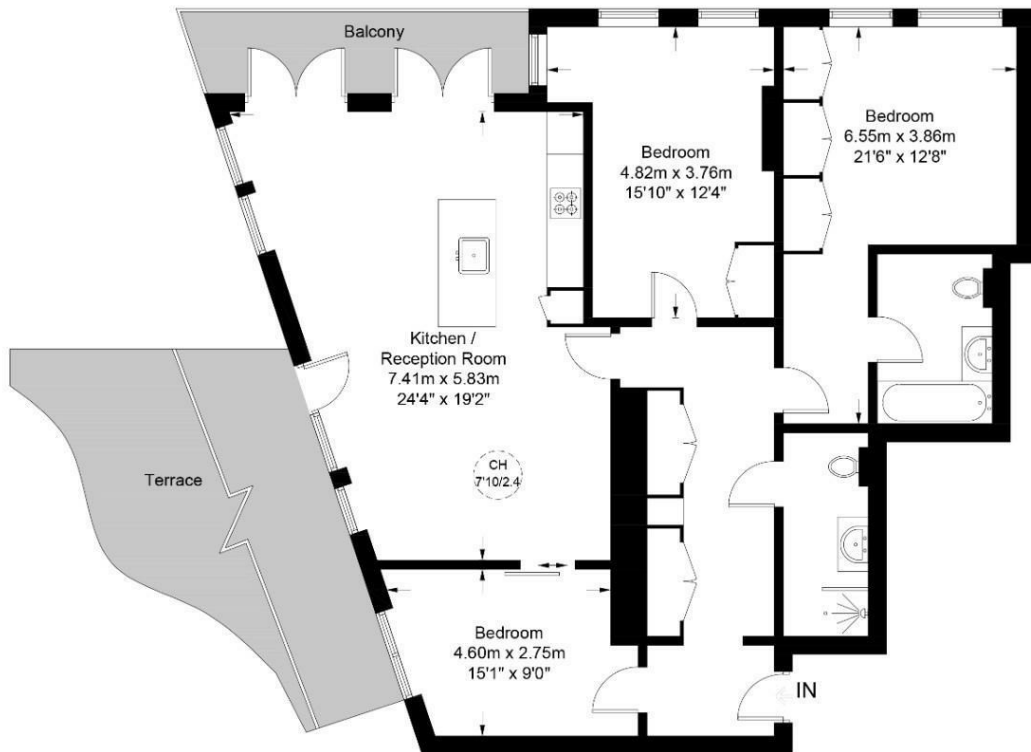 Balcony
Bedroom
6.55m x 3.86m
21'6" x 12'8"
Bedroom
4.82m x 3.76m
15'10" x 12'4"
Kitchen /
Reception Room
7.41m x 5.83m
24'4" x 19'2"
CH
7'10/2.4
Terrace
Bedroom
4.60m x 2.75m
15'1" x 9'0"
IN